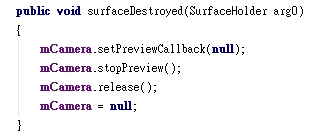 public void surfaceDestroyed(SurfaceHolder arg0)
{
mCamera.setPreviewCallback(null);
mCamera.stopPreview();
mCamera.release();
mCamera = null;
}